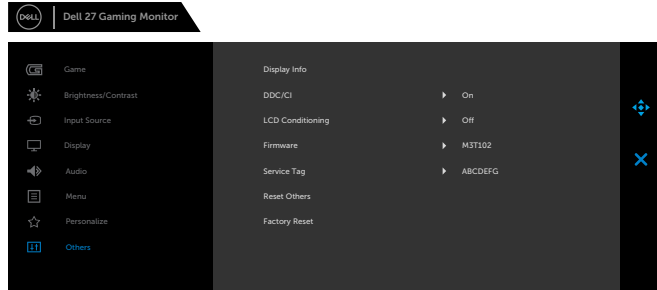 DELL Dell 27 Gaming Monitor
Game Display Info
Brightness/Contrast DDC/CI On
Input Source LCD Conditioning Off
Display Firmware M3T102
Audio Service Tag ABCDEFG
Menu Reset Others
Personalize Factory Reset
Others